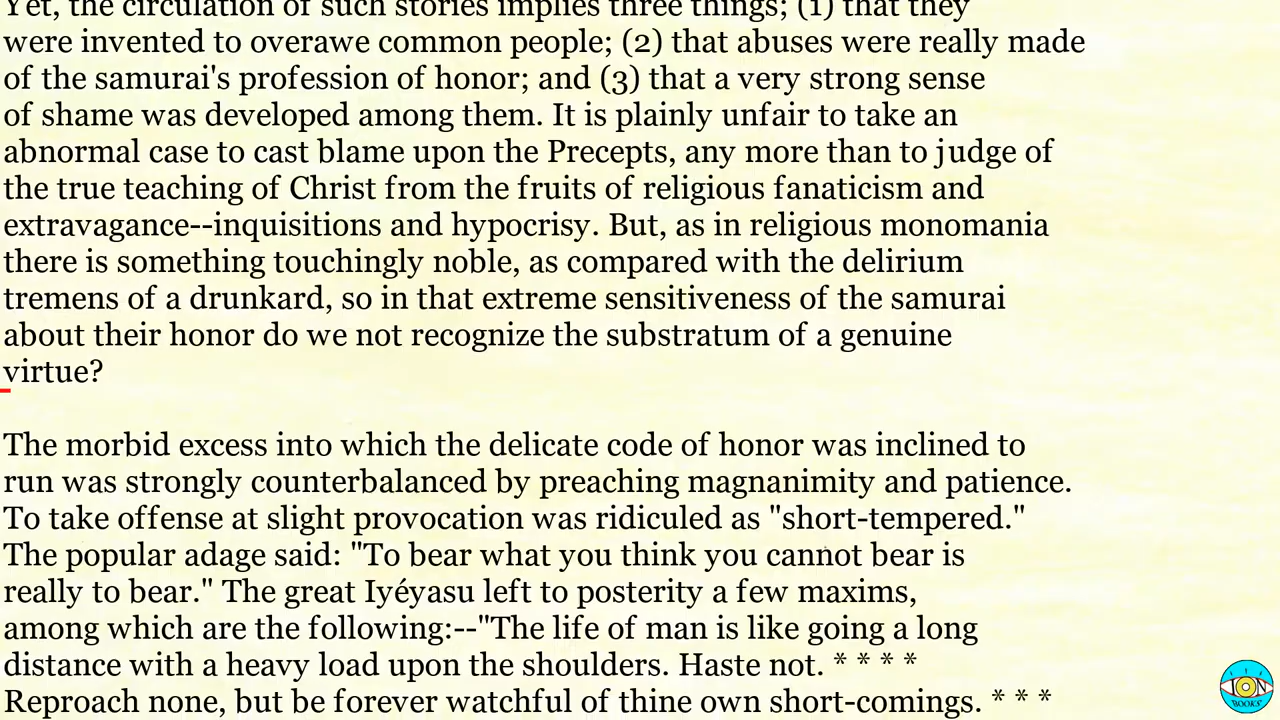 Yet, the circulation of such stories implies three things; (1) that they
were invented to overawe common people; (2) that abuses were really made
of the samurai's profession of honor; and (3) that a very strong sense
of shame was developed among them. It is plainly unfair to take an
abnormal case to cast blame upon the Precepts, any more than to judge of
the true teaching of Christ from the fruits of religious fanaticism and
extravagance--inquisitions and hypocrisy. But, as in religious monomania
there is something touchingly noble, as compared with the delirium
tremens of a drunkard, so in that extreme sensitiveness of the samurai
about their honor do we not recognize the substratum of a genuine
virtue?
The morbid excess into which the delicate code of honor was inclined to
run was strongly counterbalanced by preaching magnanimity and patience.
To take offense at slight provocation was ridiculed as "short-tempered."
The popular adage said: "To bear what you think you cannot bear is
really to bear." The great Iyéyasu left to posterity a few maxims,
among which are the following:--"The life of man is like going a long
distance with a heavy load upon the shoulders. Haste not. * * * *
Reproach none, but be forever watchful of thine own short-comings. * * *
ION
BOOKS